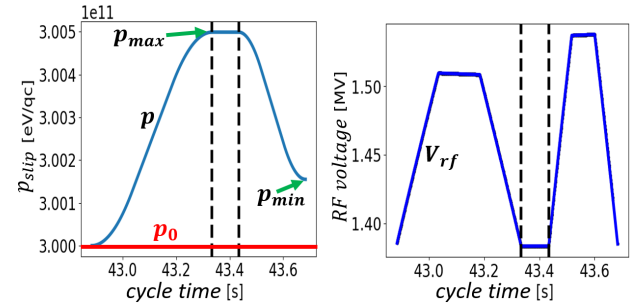 1e11
3.005
3.004
3.003
3.002
3.001
3.000
p_slip [eV/qc]
p_max
p
p_min
p_0
43.0 43.2 43.4 43.6
cycle time [s]
1.50
1.45
1.40
RF voltage [MV]
V_rf
43.0 43.2 43.4 43.6
cycle time [s]